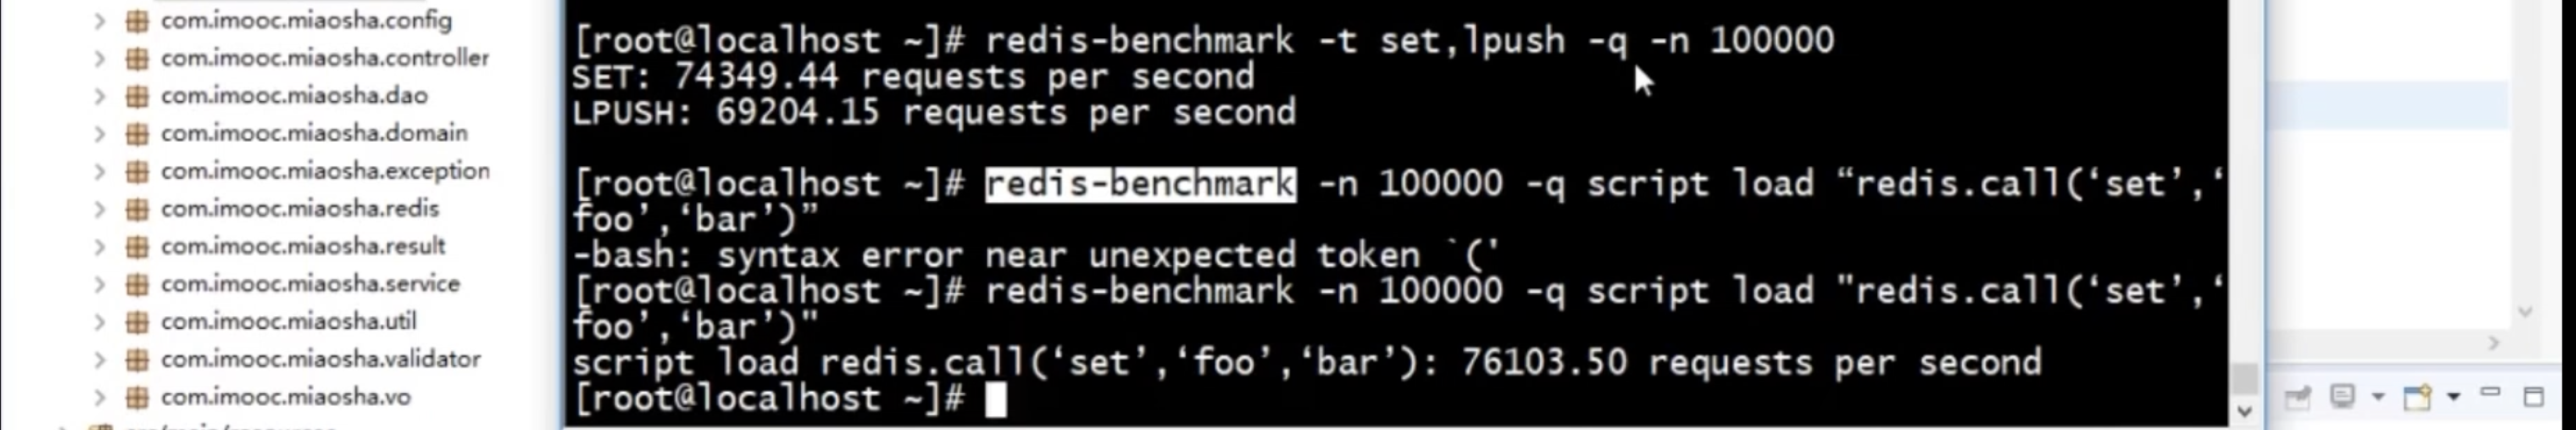 com.imooc.miaosha.config
com.imooc.miaosha.controller
com.imooc.miaosha.dao
com.imooc.miaosha.domain
com.imooc.miaosha.exception
com.imooc.miaosha.redis
com.imooc.miaosha.result
com.imooc.miaosha.service
com.imooc.miaosha.util
com.imooc.miaosha.validator
com.imooc.miaosha.vo
[root@localhost ~]# redis-benchmark -t set,lpush -q -n 100000
SET: 74349.44 requests per second
LPUSH: 69204.15 requests per second
[root@localhost ~]# redis-benchmark -n 100000 -q script load “redis.call(‘set’,‘
foo’,‘bar’)”
-bash: syntax error near unexpected token `('
[root@localhost ~]# redis-benchmark -n 100000 -q script load "redis.call(‘set’,‘
foo’,‘bar’)"
script load redis.call(‘set’,‘foo’,‘bar’): 76103.50 requests per second
[root@localhost ~]#